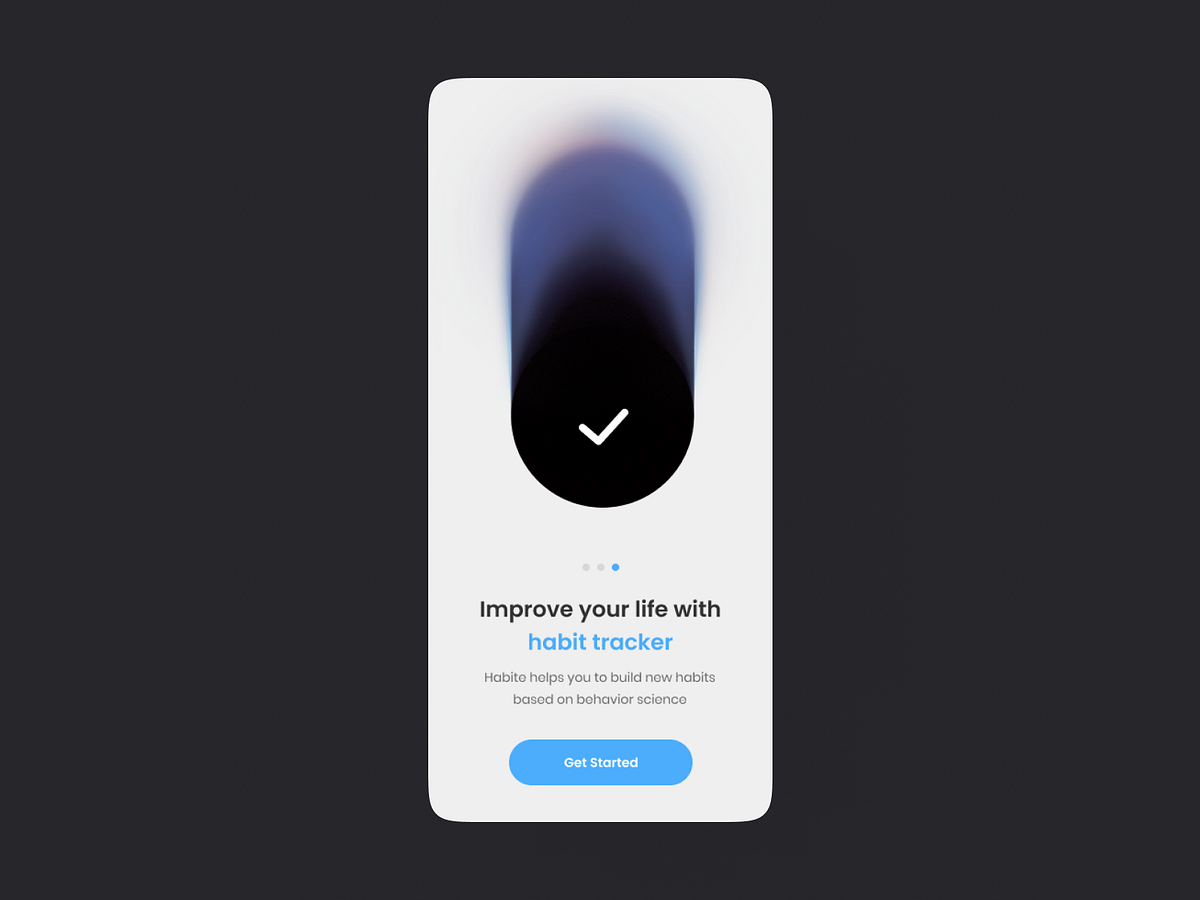 Improve your life with
habit tracker
Habite helps you to build new habits
based on behavior science
Get Started